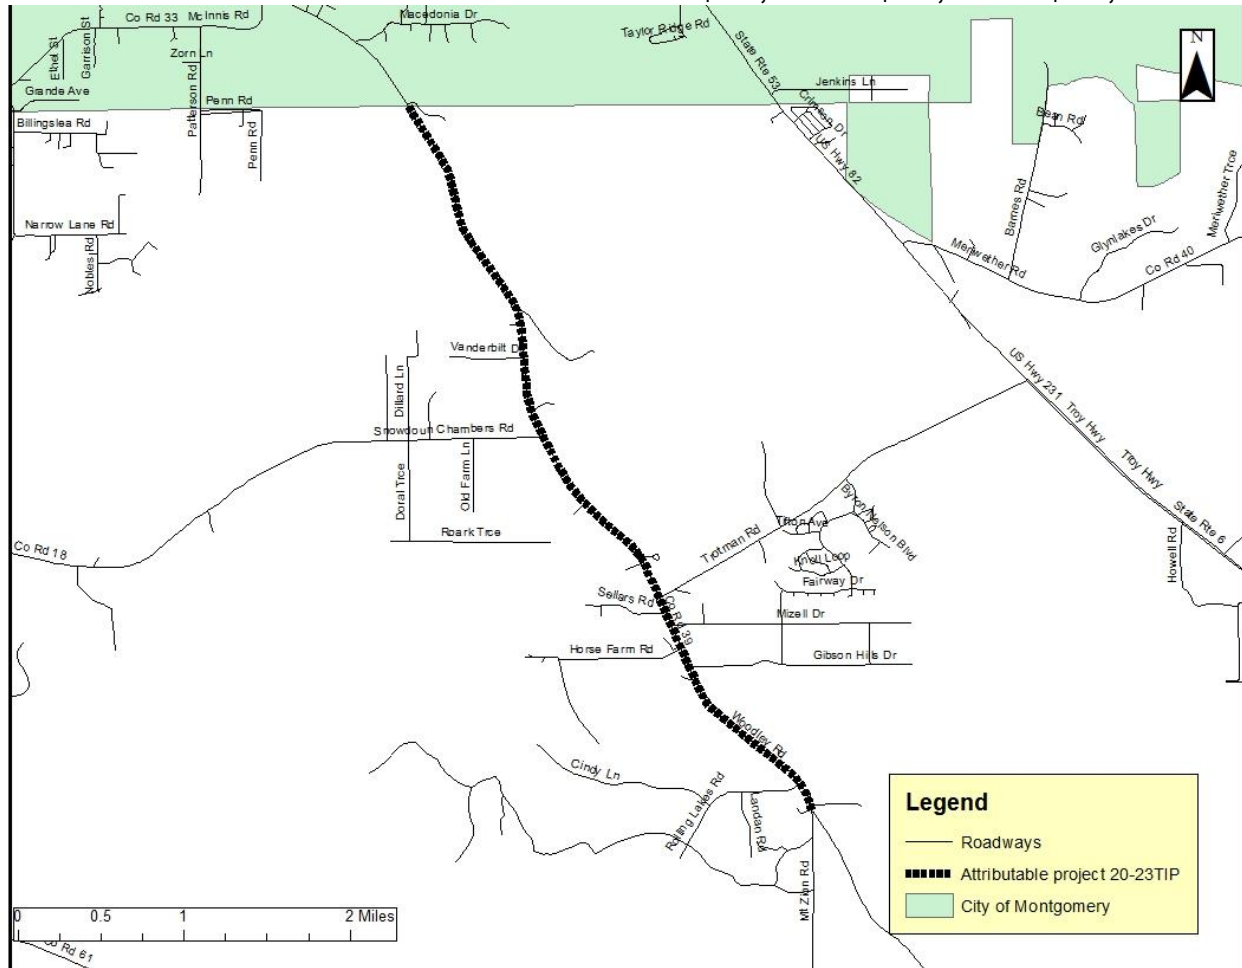 Co Rd 33 McInnis Rd
Macedonia Dr
Taylor Ridge Rd
State Rte 53
N
Ethel St
Garrison St
Zorn Ln
Grande Ave
Patterson Rd
Penn Rd
Jenkins Ln
Crimson Dr
Bean Rd
Billingslea Rd
Penn Rd
US Hwy 82
Meriwether Trce
Narrow Lane Rd
Nobles Rd
Barnes Rd
Glynlakes Dr
Meriwether Rd
Co Rd 40
Vanderbilt D
Dillard Ln
US Hwy 231
Troy Hwy
Snowdoun Chambers Rd
Troy Hwy
Old Farm Ln
Doral Trce
State Rte 6
Byron Nelson Blvd
Roark Trce
Tifton Ave
Trotman Rd
Co Rd 18
Knoll Loop
Howell Rd
Fairway Dr
Sellars Rd
Co Rd 39
Mizell Dr
Horse Farm Rd
Gibson Hills Dr
Woodley Rd
Cindy Ln
Rolling Lakes Rd
Landan Rd
Mt Zion Rd
Legend
Roadways
Attributable project 20-23TIP
City of Montgomery
0 0.5 1 2 Miles
Co Rd 61